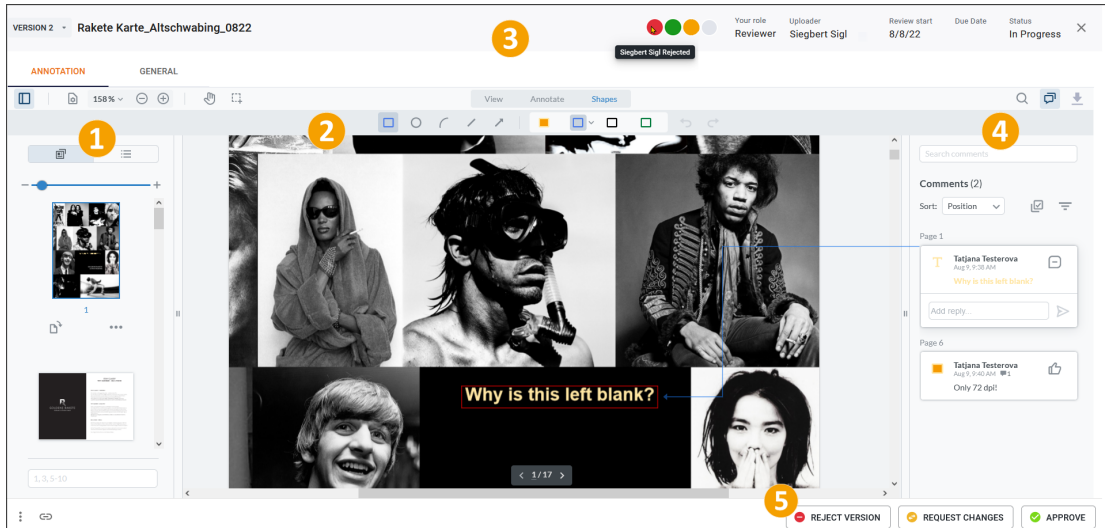 VERSION 2
Rakete Karte_Altschwabing_0822
3
Your role
Reviewer
Uploader
Siegbert Sigl
Review start
8/8/22
Due Date
Status
In Progress
Siegbert Sigl Rejected
ANNOTATION
GENERAL
158%
View
Annotate
Shapes
1
2
4
Search comments
Comments (2)
Sort:
Position
Page 1
T
Tatjana Testerova
Aug 9, 9:38 AM
Why is this left blank?
Add reply...
1
Page 6
Tatjana Testerova
Aug 9, 9:40 AM
1
Only 72 dpi!
Why is this left blank?
1/17
1, 3, 5-10
5
REJECT VERSION
REQUEST CHANGES
APPROVE